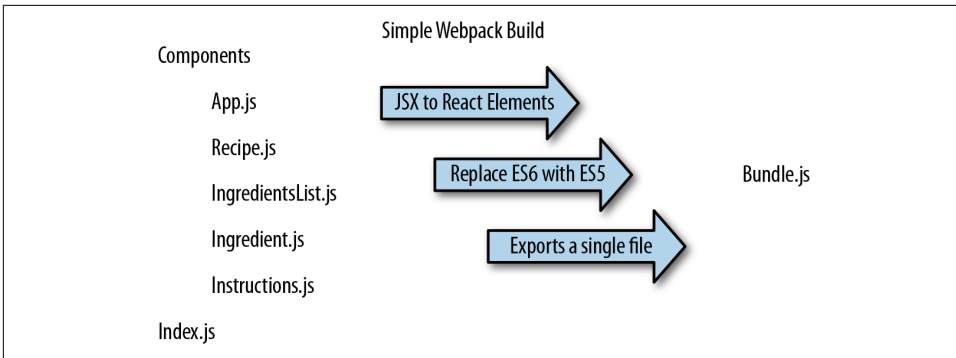 Simple Webpack Build
Components
App.js
Recipe.js
IngredientsList.js
Ingredient.js
Instructions.js
Index.js
JSX to React Elements
Replace ES6 with ES5
Exports a single file
Bundle.js